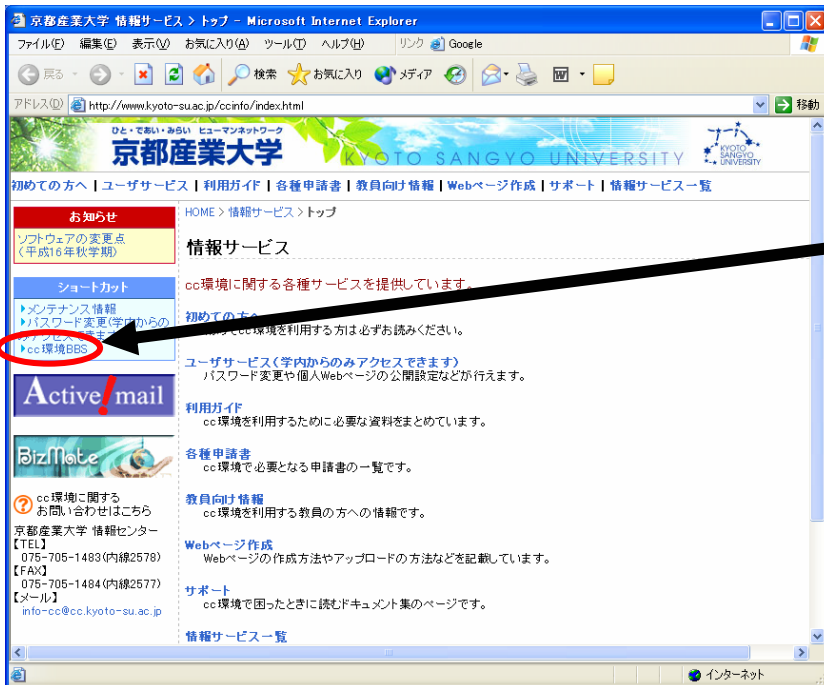 京都産業大学 情報サービス > トップ - Microsoft Internet Explorer
ファイル(F) 編集(E) 表示(V) お気に入り(A) ツール(T) ヘルプ(H) リンク Google
戻る 検索 お気に入り メディア
アドレス(D) http://www.kyoto-su.ac.jp/ccinfo/index.html 移動
ひと・であい・みらい ヒューマンネットワーク
京都産業大学
KYOTO SANGYO UNIVERSITY
KYOTO
SANGYO
UNIVERSITY
初めての方へ | ユーザサービス | 利用ガイド | 各種申請書 | 教員向け情報 | Webページ作成 | サポート | 情報サービス一覧
お知らせ
ソフトウェアの変更点
(平成16年秋学期)
ショートカット
メンテナンス情報
パスワード変更(学内からの
cc環境BBS
Active!mail
BizMate
cc環境に関する
お問い合わせはこちら
京都産業大学 情報センター
【TEL】
075-705-1483(内線2578)
【FAX】
075-705-1484(内線2577)
【メール】
info-cc@cc.kyoto-su.ac.jp
HOME > 情報サービス > トップ
情報サービス
cc環境に関する各種サービスを提供しています。
初めての方へ
cc環境を利用する方は必ずお読みください。
ユーザサービス(学内からのみアクセスできます)
パスワード変更や個人Webページの公開設定などが行えます。
利用ガイド
cc環境を利用するために必要な資料をまとめています。
各種申請書
cc環境で必要となる申請書の一覧です。
教員向け情報
cc環境を利用する教員の方への情報です。
Webページ作成
Webページの作成方法やアップロードの方法などを記載しています。
サポート
cc環境で困ったときに読むドキュメント集のページです。
情報サービス一覧
インターネット